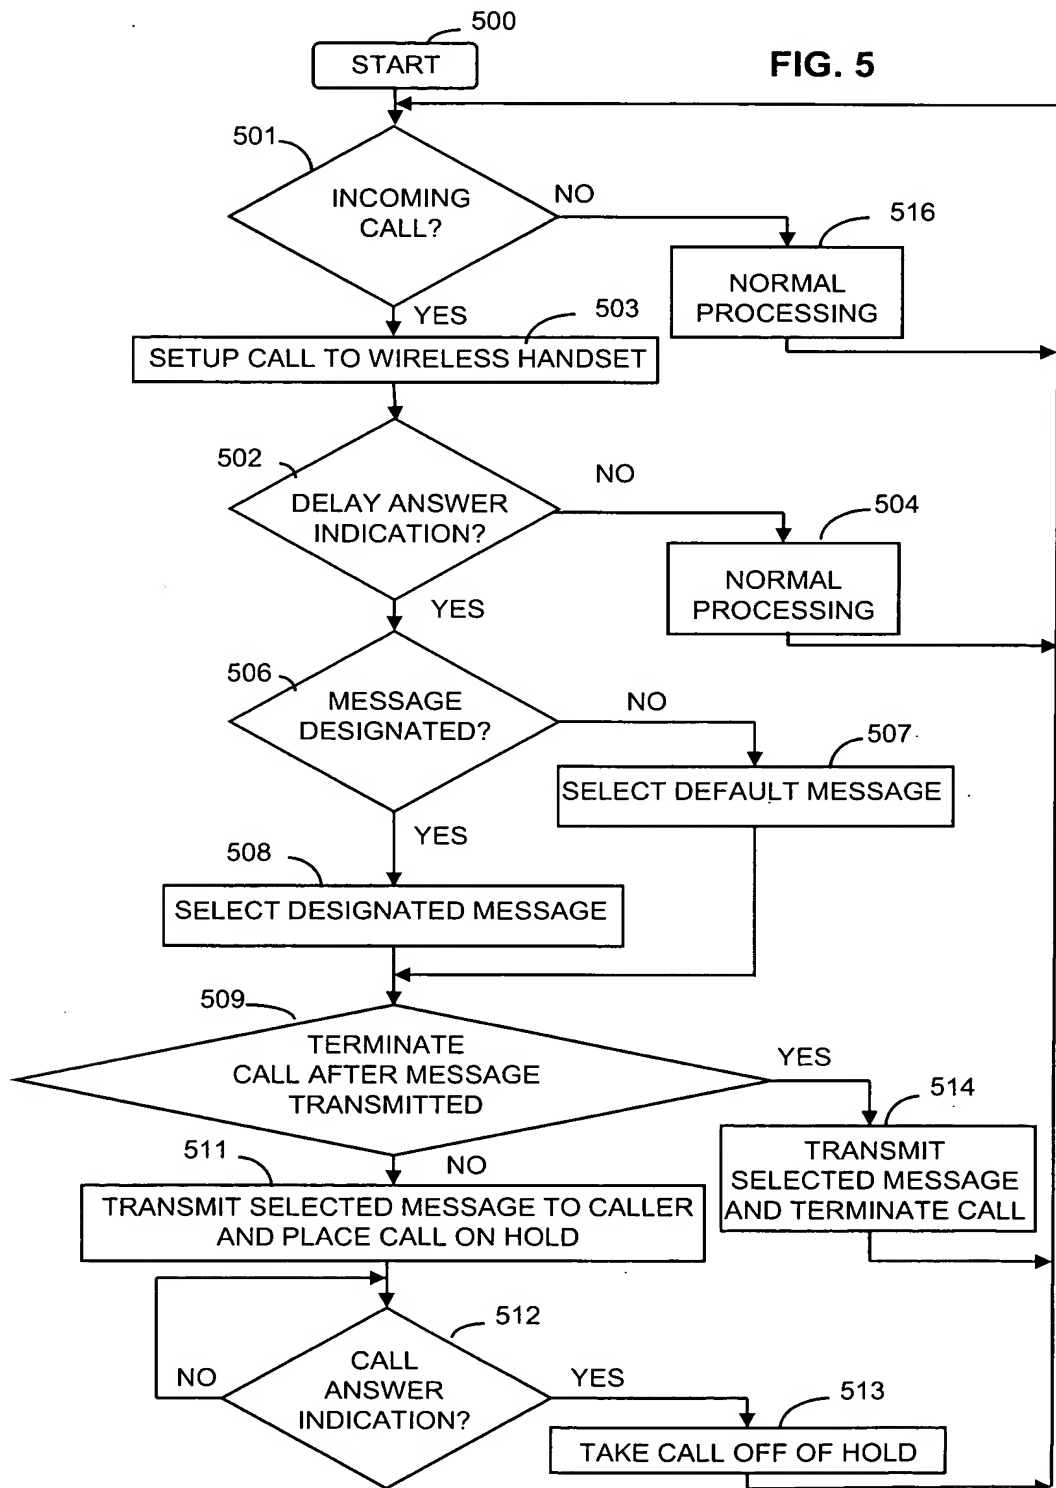 500
START
FIG. 5
501
INCOMING
CALL?
NO
516
NORMAL
PROCESSING
YES
503
SETUP CALL TO WIRELESS HANDSET
502
DELAY ANSWER
INDICATION?
NO
504
NORMAL
PROCESSING
YES
506
MESSAGE
DESIGNATED?
NO
507
SELECT DEFAULT MESSAGE
YES
508
SELECT DESIGNATED MESSAGE
509
TERMINATE
CALL AFTER MESSAGE
TRANSMITTED
YES
514
TRANSMIT
SELECTED MESSAGE
AND TERMINATE CALL
NO
511
TRANSMIT SELECTED MESSAGE TO CALLER
AND PLACE CALL ON HOLD
512
CALL
ANSWER
INDICATION?
NO
YES
513
TAKE CALL OFF OF HOLD